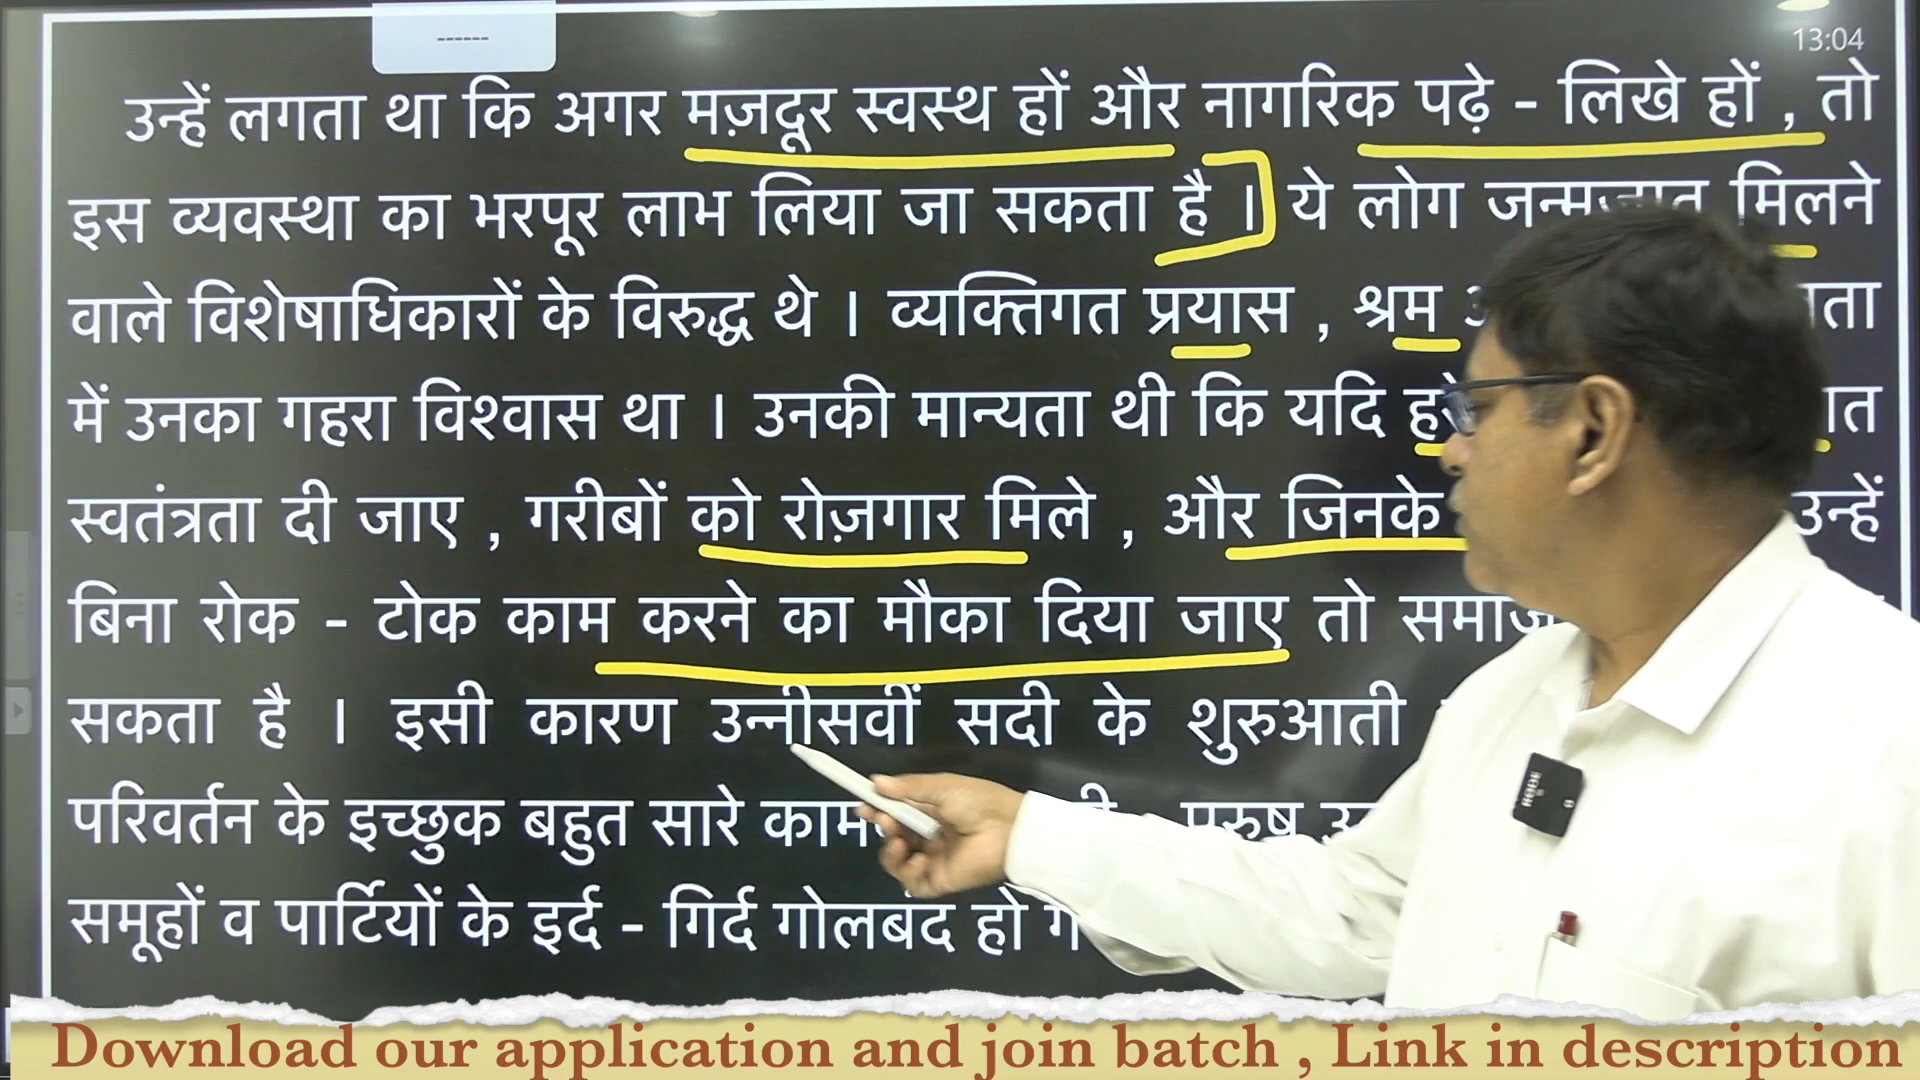 ------
13:04
उन्हें लगता था कि अगर मज़दूर स्वस्थ हों और नागरिक पढ़े - लिखे हों , तो
इस व्यवस्था का भरपूर लाभ लिया जा सकता है । ये लोग जन्मजात मिलने
वाले विशेषाधिकारों के विरुद्ध थे । व्यक्तिगत प्रयास , श्रम
में उनका गहरा विश्वास था । उनकी मान्यता थी कि यदि
स्वतंत्रता दी जाए , गरीबों को रोज़गार मिले , और जिनके उन्हें
बिना रोक - टोक काम करने का मौका दिया जाए तो समाज
सकता है । इसी कारण उन्नीसवीं सदी के शुरुआती
परिवर्तन के इच्छुक बहुत सारे पुरुष
समूहों व पार्टियों के इर्द - गिर्द गोलबंद हो
Download our application and join batch , Link in description